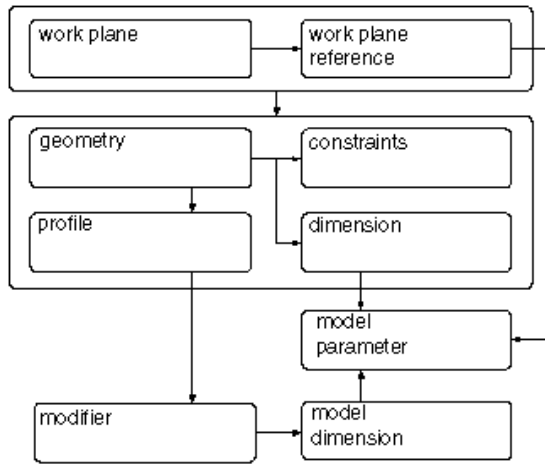 work plane
work plane
reference
geometry
constraints
profile
dimension
model
parameter
modifier
model
dimension